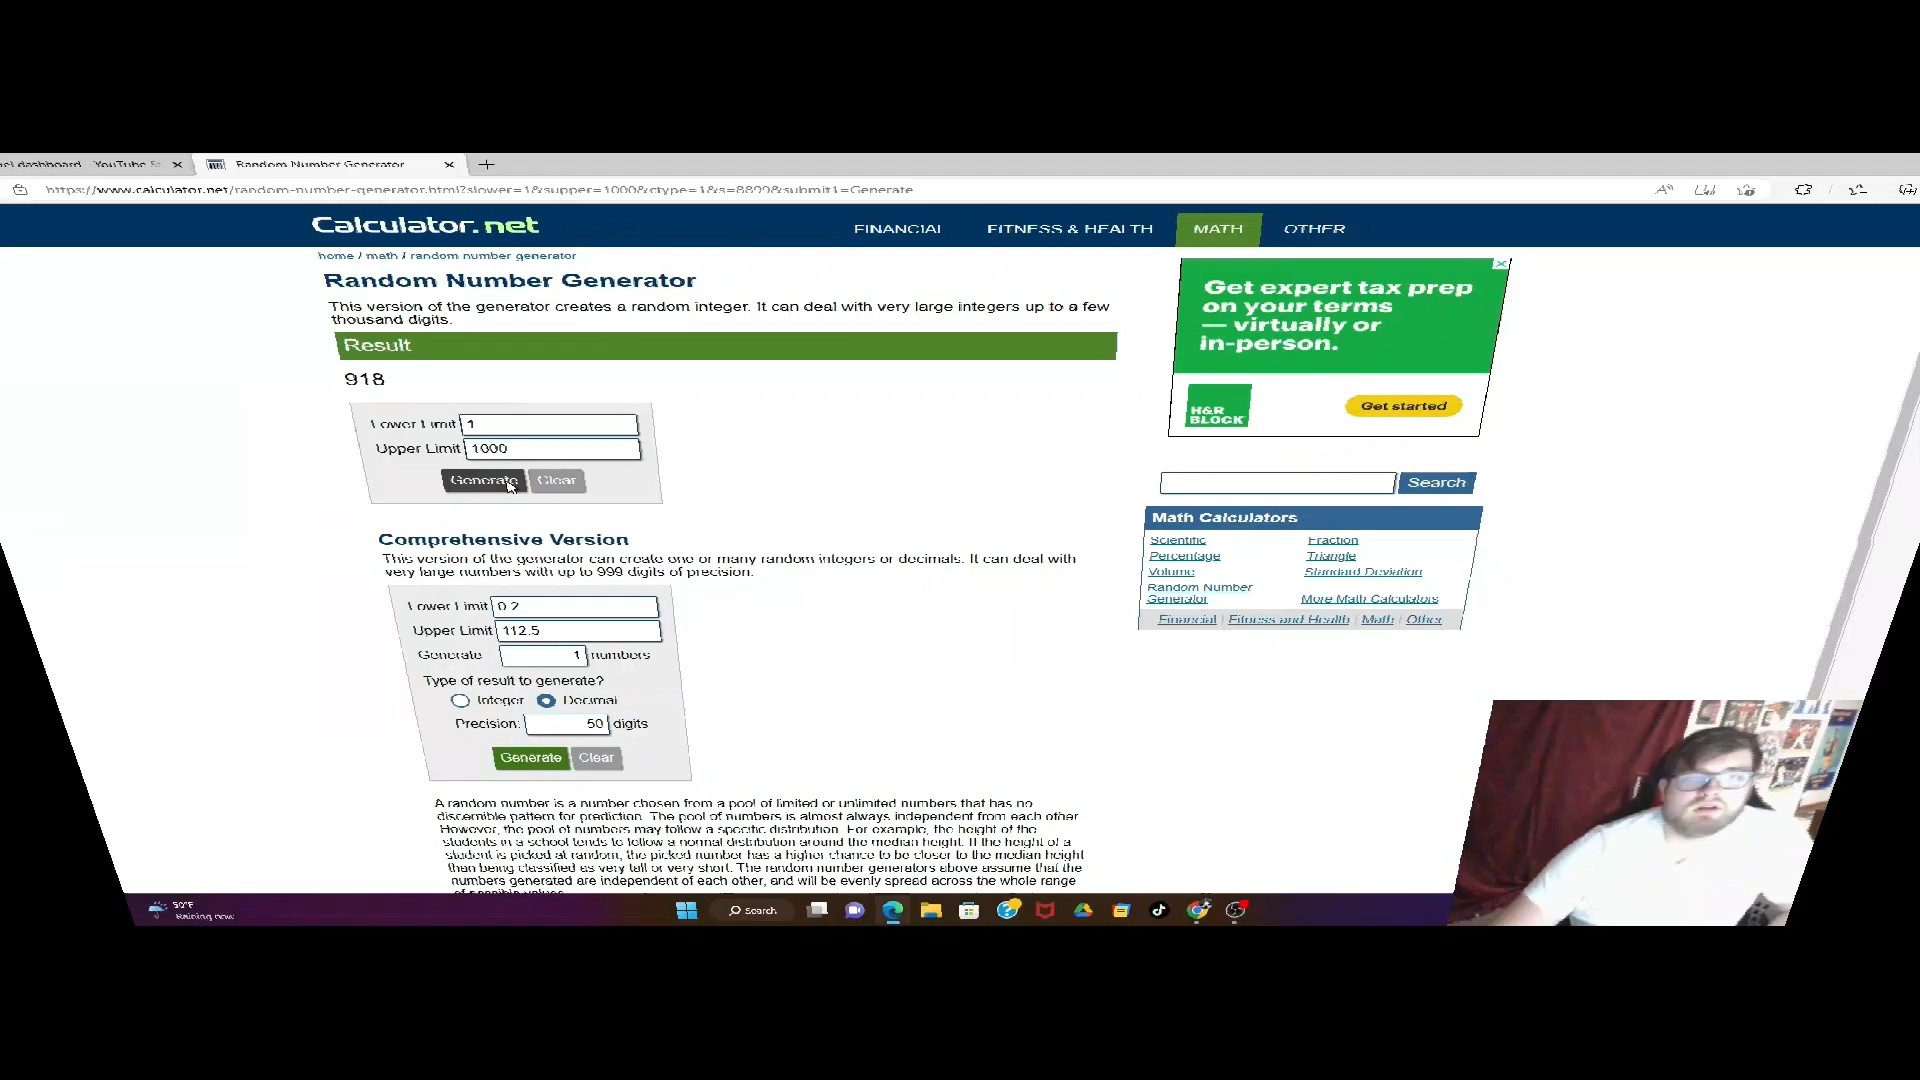 YouTube
Random Number Generator
https://www.calculator.net/random-number-generator.html?slower=1&supper=1000&ctype=1&s=8899&submit1=Generate
Calculator.net
FINANCIAL
FITNESS & HEALTH
MATH
OTHER
home / math / random number generator
Random Number Generator
This version of the generator creates a random integer. It can deal with very large integers up to a few
thousand digits.
Result
918
Lower Limit 1
Upper Limit 1000
Generate Clear
Comprehensive Version
This version of the generator can create one or many random integers or decimals. It can deal with
very large numbers with up to 999 digits of precision.
Lower Limit 0.2
Upper Limit 112.5
Generate 1 numbers
Type of result to generate?
Integer Decimal
Precision: 50 digits
Generate Clear
A random number is a number chosen from a pool of limited or unlimited numbers that has no
discernible pattern for prediction. The pool of numbers is almost always independent from each other.
However, the pool of numbers may follow a specific distribution. For example, the height of the
students in a school tends to follow a normal distribution around the median height. If the height of a
student is picked at random, the picked number has a higher chance to be closer to the median height
than being classified as very tall or very short. The random number generators above assume that the
numbers generated are independent of each other, and will be evenly spread across the whole range
of possible values.
Get expert tax prep
on your terms
— virtually or
in-person.
H&R
BLOCK
Get started
Search
Math Calculators
Scientific Fraction
Percentage Triangle
Volume Standard Deviation
Random Number
Generator More Math Calculators
Financial | Fitness and Health | Math | Other
50°F
Raining now
Search